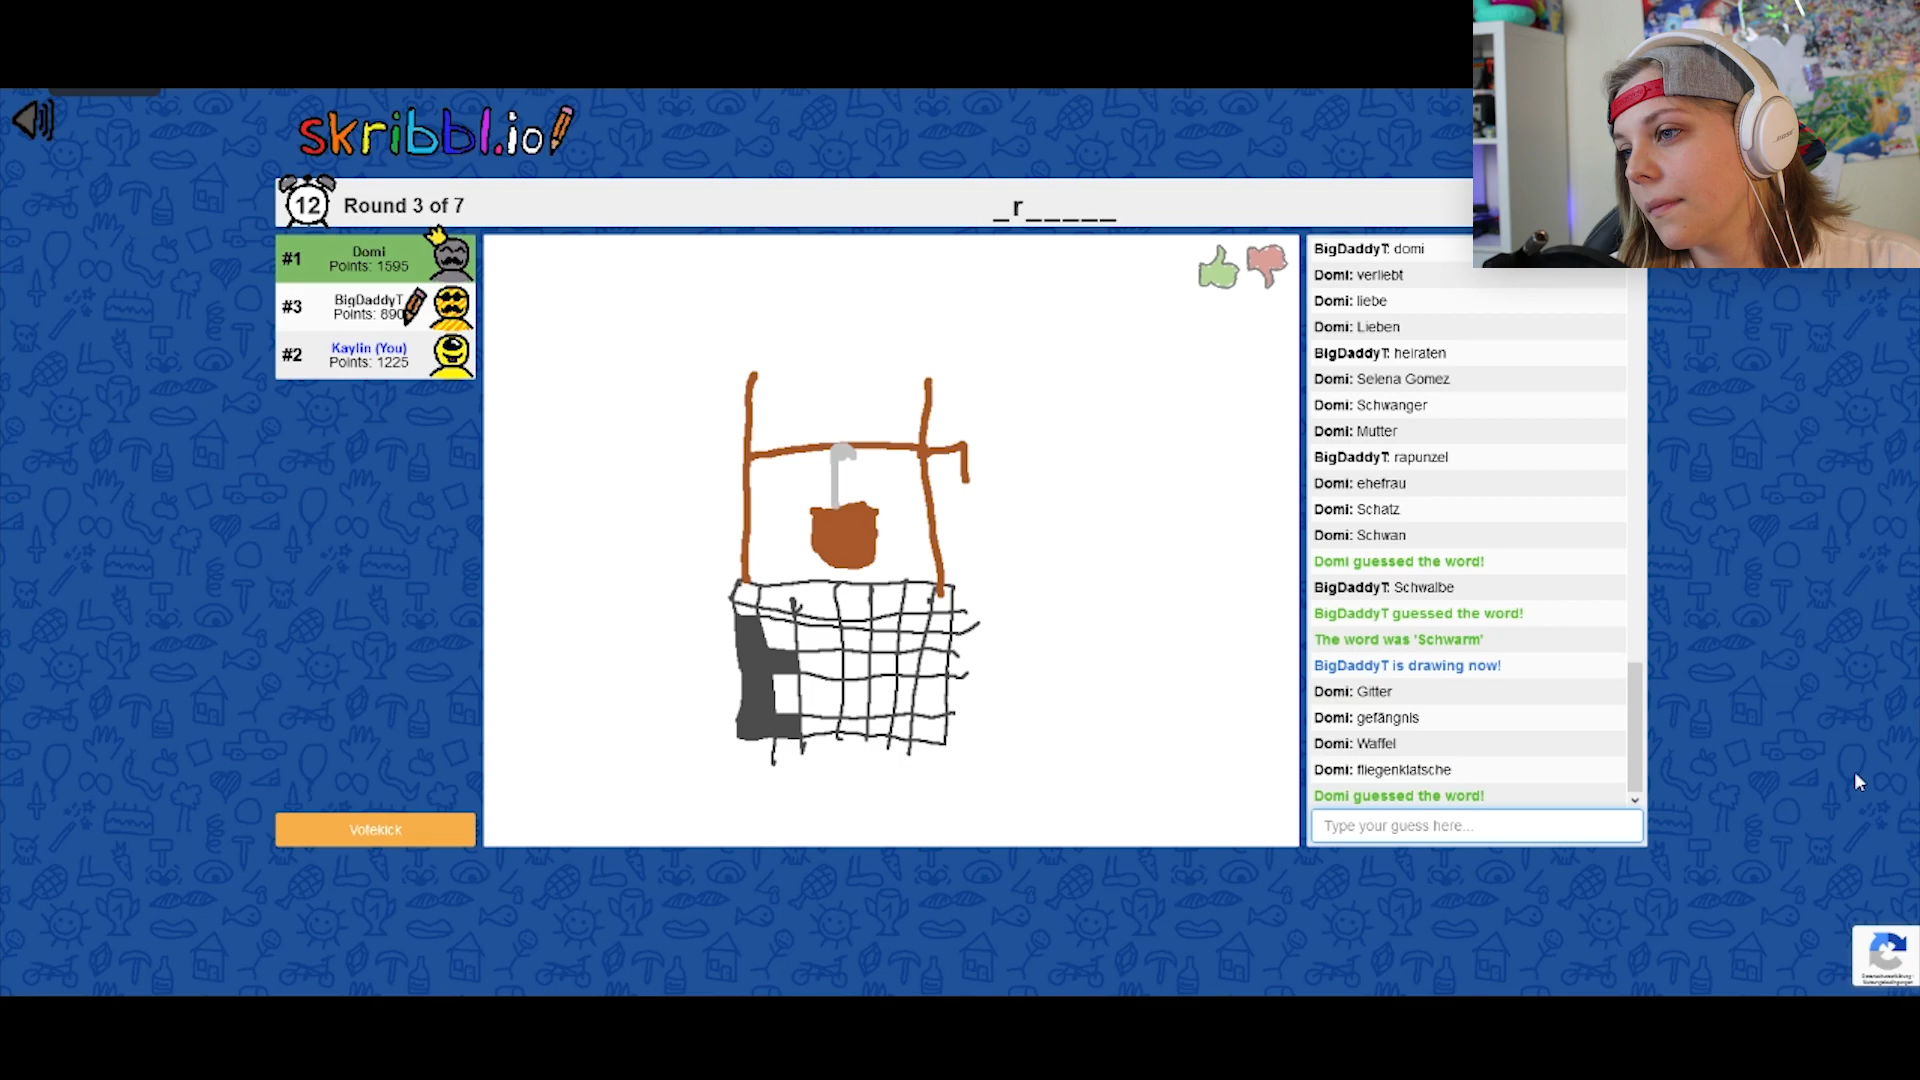 skribbl.io
12
Round 3 of 7
_r_____
#1
Domi
Points: 1595
#3
BigDaddyT
Points: 890
#2
Kaylin (You)
Points: 1225
Votekick
BigDaddyT: domi
Domi: verliebt
Domi: liebe
Domi: Lieben
BigDaddyT: heiraten
Domi: Selena Gomez
Domi: Schwanger
Domi: Mutter
BigDaddyT: rapunzel
Domi: ehefrau
Domi: Schatz
Domi: Schwan
Domi guessed the word!
BigDaddyT: Schwalbe
BigDaddyT guessed the word!
The word was 'Schwarm'
BigDaddyT is drawing now!
Domi: Gitter
Domi: gefängnis
Domi: Waffel
Domi: fliegenklatsche
Domi guessed the word!
Type your guess here...
BOSE